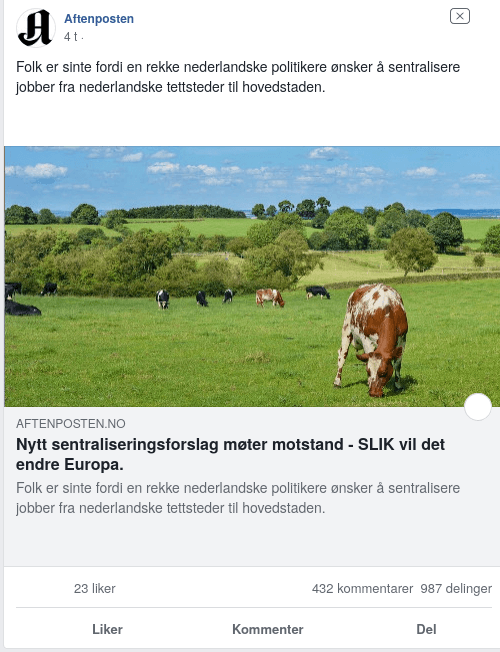 Aftenposten
4 t ·
Folk er sinte fordi en rekke nederlandske politikere ønsker å sentralisere
jobber fra nederlandske tettsteder til hovedstaden.
AFTENPOSTEN.NO
Nytt sentraliseringsforslag møter motstand - SLIK vil det
endre Europa.
Folk er sinte fordi en rekke nederlandske politikere ønsker å sentralisere
jobber fra nederlandske tettsteder til hovedstaden.
23 liker 432 kommentarer 987 delinger
Liker Kommenter Del